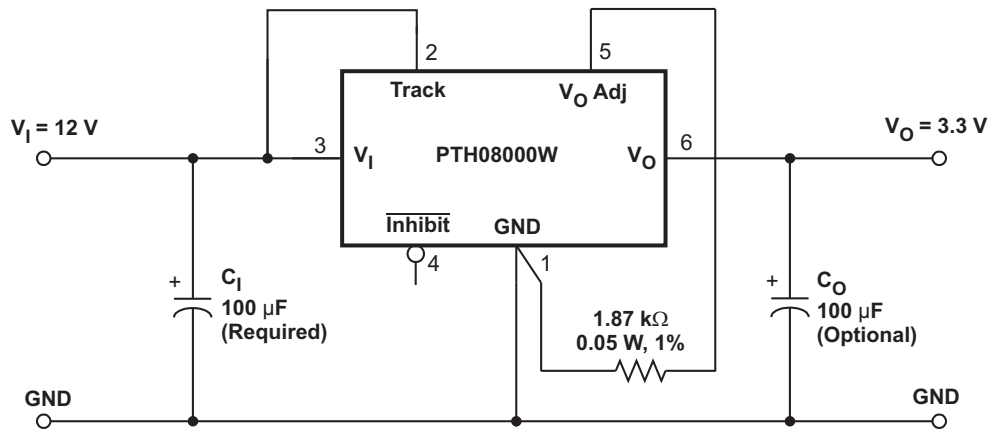 2
5
Track
VO Adj
VI = 12 V
VO = 3.3 V
3
VI
PTH08000W
VO
6
Inhibit
GND
4
1
+
CI
100 µF
(Required)
1.87 kΩ
0.05 W, 1%
+
CO
100 µF
(Optional)
GND
GND